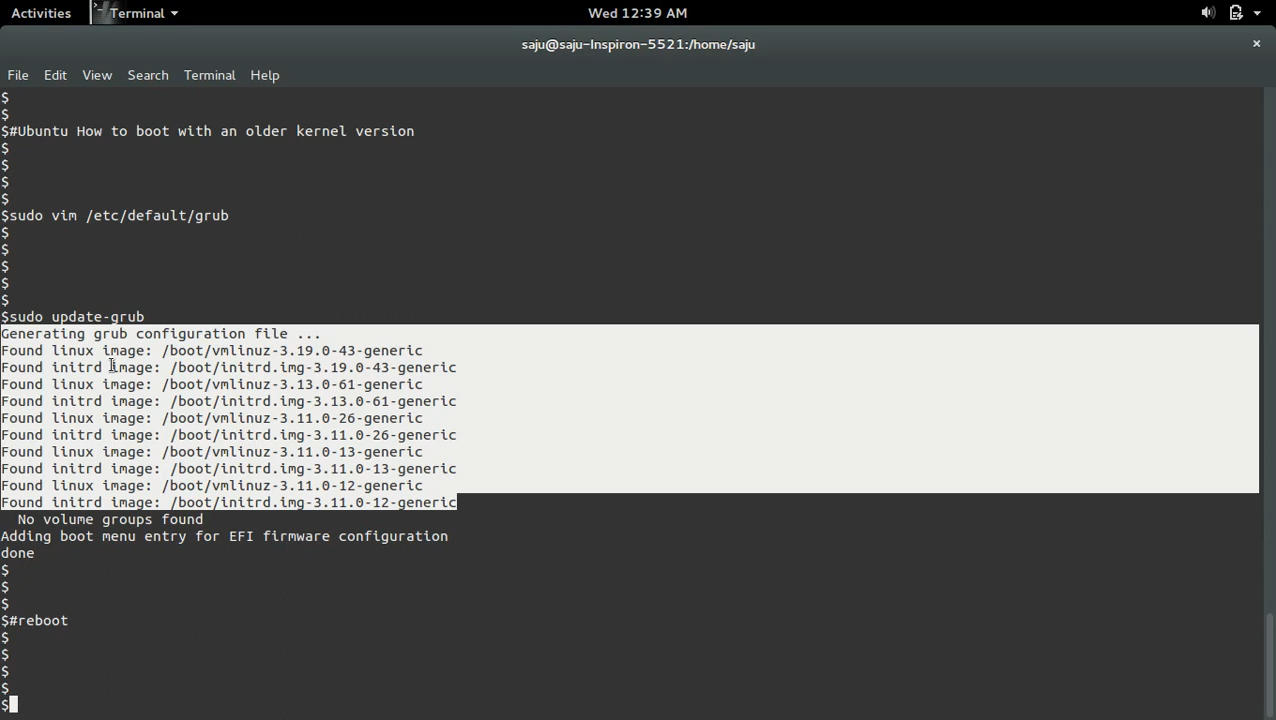 Activities
Terminal
Wed 12:39 AM
saju@saju-Inspiron-5521:/home/saju
×
File Edit View Search Terminal Help
$
$
$#Ubuntu How to boot with an older kernel version
$
$
$
$
$sudo vim /etc/default/grub
$
$
$
$
$
$sudo update-grub
Generating grub configuration file ...
Found linux image: /boot/vmlinuz-3.19.0-43-generic
Found initrd image: /boot/initrd.img-3.19.0-43-generic
Found linux image: /boot/vmlinuz-3.13.0-61-generic
Found initrd image: /boot/initrd.img-3.13.0-61-generic
Found linux image: /boot/vmlinuz-3.11.0-26-generic
Found initrd image: /boot/initrd.img-3.11.0-26-generic
Found linux image: /boot/vmlinuz-3.11.0-13-generic
Found initrd image: /boot/initrd.img-3.11.0-13-generic
Found linux image: /boot/vmlinuz-3.11.0-12-generic
Found initrd image: /boot/initrd.img-3.11.0-12-generic
  No volume groups found
Adding boot menu entry for EFI firmware configuration
done
$
$
$
$#reboot
$
$
$
$
$